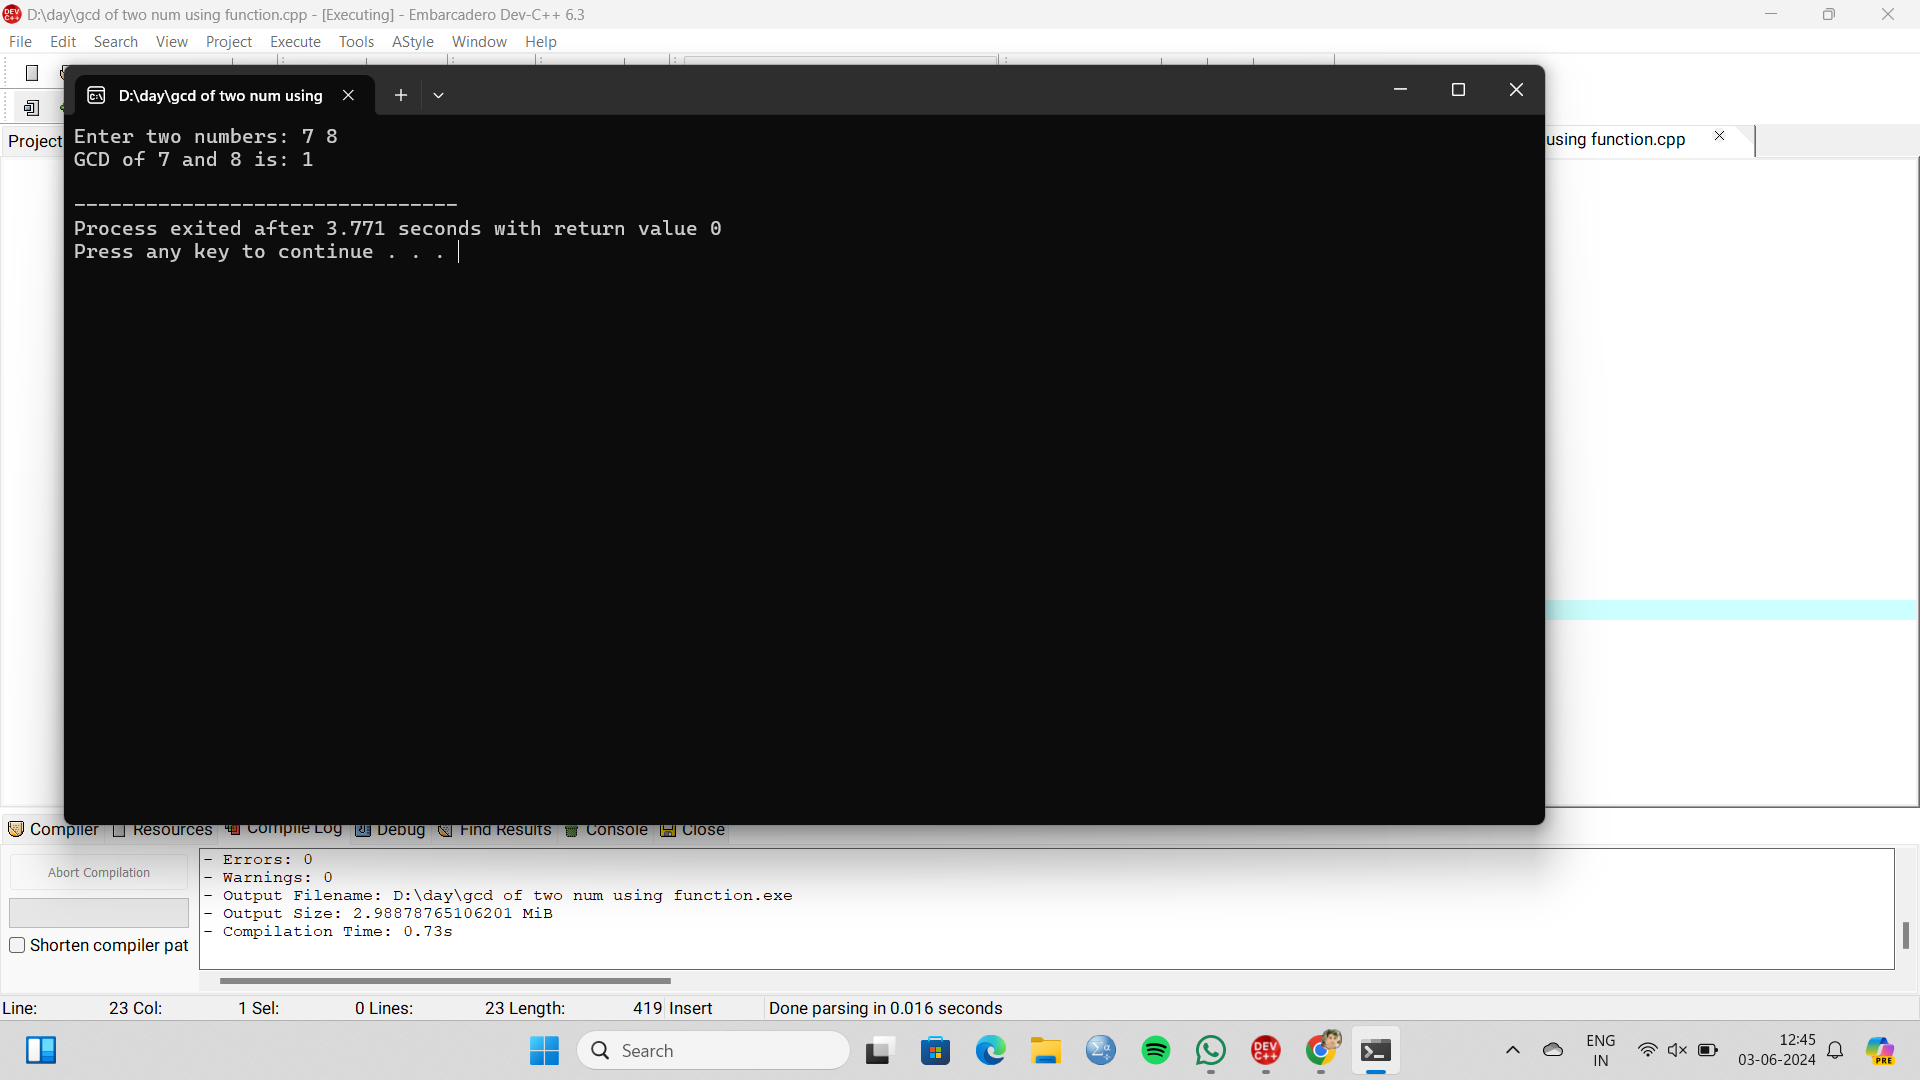 D:\day\gcd of two num using function.cpp - [Executing] - Embarcadero Dev-C++ 6.3
File Edit Search View Project Execute Tools AStyle Window Help
D:\day\gcd of two num using
Project
using function.cpp
Enter two numbers: 7 8
GCD of 7 and 8 is: 1
--------------------------------
Process exited after 3.771 seconds with return value 0
Press any key to continue . . .
Compiler Resources Compile Log Debug Find Results Console Close
Abort Compilation
Shorten compiler pat
- Errors: 0
- Warnings: 0
- Output Filename: D:\day\gcd of two num using function.exe
- Output Size: 2.98878765106201 MiB
- Compilation Time: 0.73s
Line: 23 Col: 1 Sel: 0 Lines: 23 Length: 419 Insert Done parsing in 0.016 seconds
Search
DEV C++
ENG
IN
12:45
03-06-2024
PRE